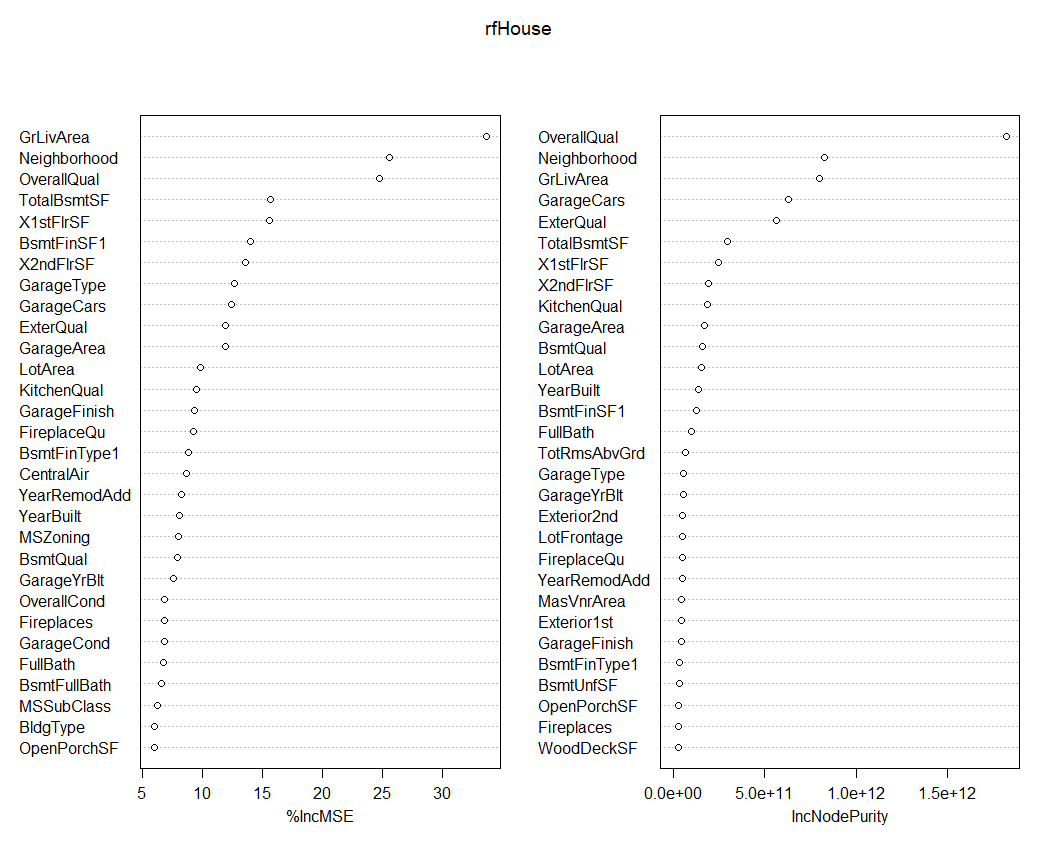 rfHouse
GrLivArea
Neighborhood
OverallQual
TotalBsmtSF
X1stFlrSF
BsmtFinSF1
X2ndFlrSF
GarageType
GarageCars
ExterQual
GarageArea
LotArea
KitchenQual
GarageFinish
FireplaceQu
BsmtFinType1
CentralAir
YearRemodAdd
YearBuilt
MSZoning
BsmtQual
GarageYrBlt
OverallCond
Fireplaces
GarageCond
FullBath
BsmtFullBath
MSSubClass
BldgType
OpenPorchSF
5 10 15 20 25 30
%IncMSE
OverallQual
Neighborhood
GrLivArea
GarageCars
ExterQual
TotalBsmtSF
X1stFlrSF
X2ndFlrSF
KitchenQual
GarageArea
BsmtQual
LotArea
YearBuilt
BsmtFinSF1
FullBath
TotRmsAbvGrd
GarageType
GarageYrBlt
Exterior2nd
LotFrontage
FireplaceQu
YearRemodAdd
MasVnrArea
Exterior1st
GarageFinish
BsmtFinType1
BsmtUnfSF
OpenPorchSF
Fireplaces
WoodDeckSF
0.0e+00 5.0e+11 1.0e+12 1.5e+12
IncNodePurity